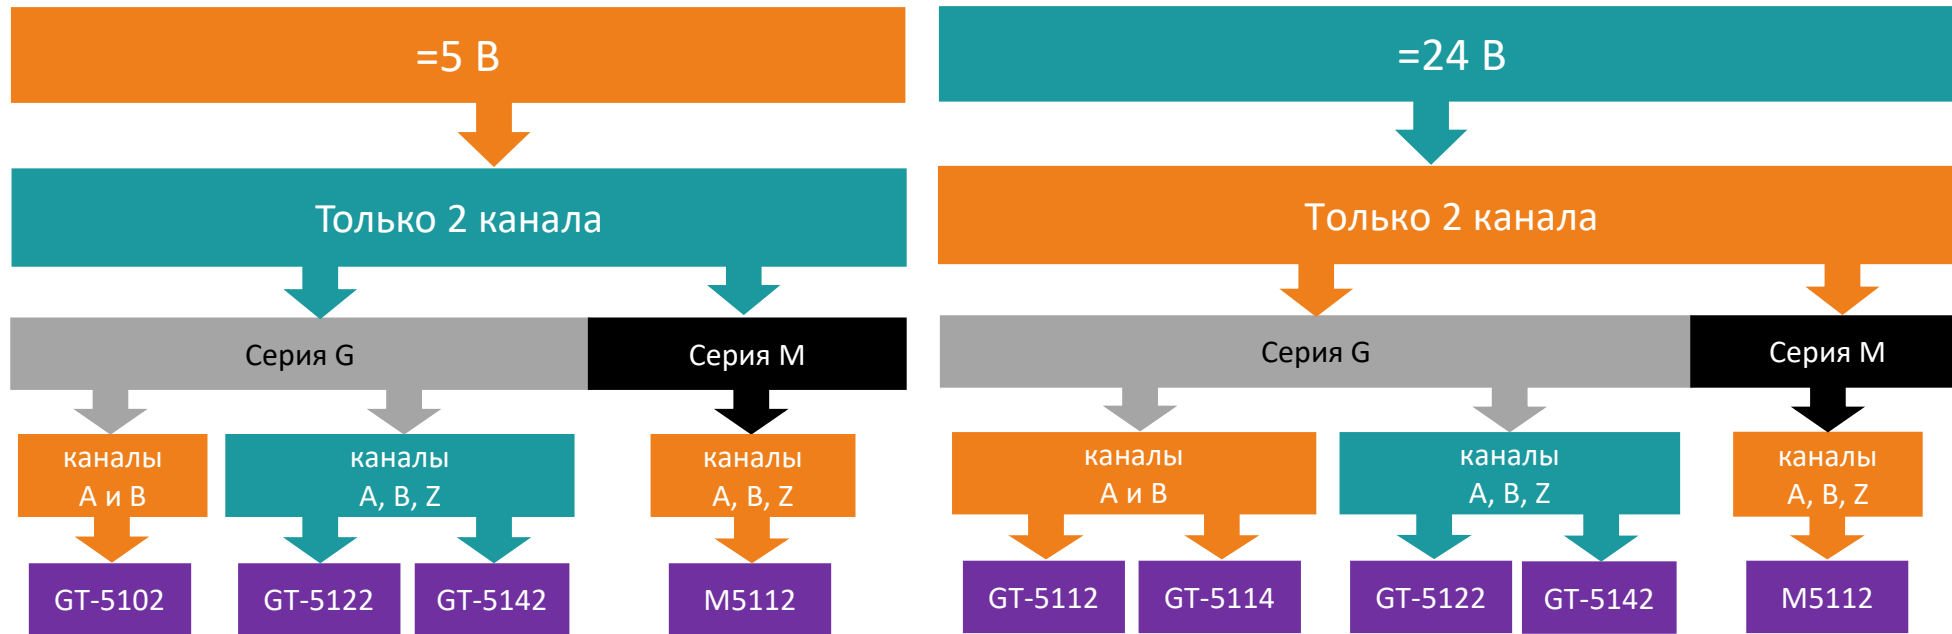 =5 В
=24 В
Только 2 канала
Только 2 канала
Серия G
Серия M
Серия G
Серия M
каналы
A и B
каналы
A, B, Z
каналы
A, B, Z
каналы
A и B
каналы
A, B, Z
каналы
A, B, Z
GT-5102
GT-5122
GT-5142
M5112
GT-5112
GT-5114
GT-5122
GT-5142
M5112